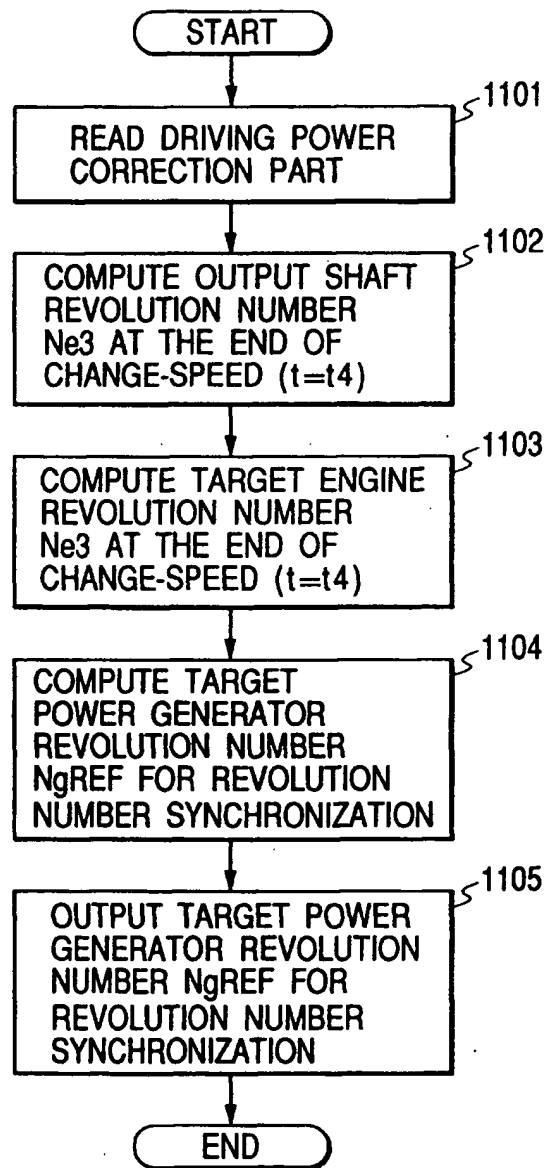 START
1101
READ DRIVING POWER
CORRECTION PART
1102
COMPUTE OUTPUT SHAFT
REVOLUTION NUMBER
Ne3 AT THE END OF
CHANGE-SPEED (t=t4)
1103
COMPUTE TARGET ENGINE
REVOLUTION NUMBER
Ne3 AT THE END OF
CHANGE-SPEED (t=t4)
1104
COMPUTE TARGET
POWER GENERATOR
REVOLUTION NUMBER
NgREF FOR REVOLUTION
NUMBER SYNCHRONIZATION
1105
OUTPUT TARGET POWER
GENERATOR REVOLUTION
NUMBER NgREF FOR
REVOLUTION NUMBER
SYNCHRONIZATION
END